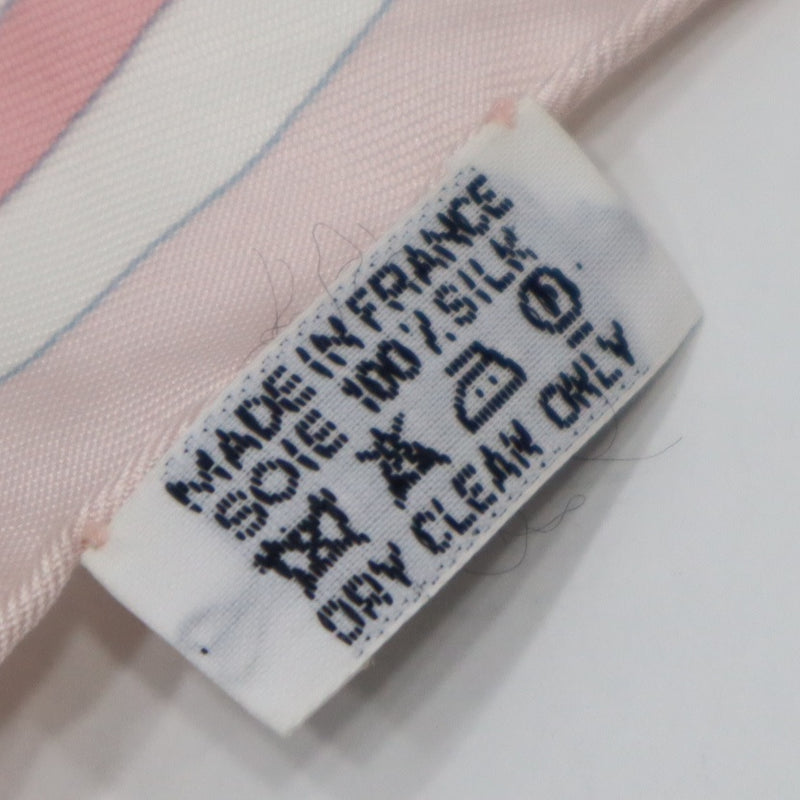 MADE IN FRANCE
SOIE 100% SILK
P
DRY CLEAN ONLY